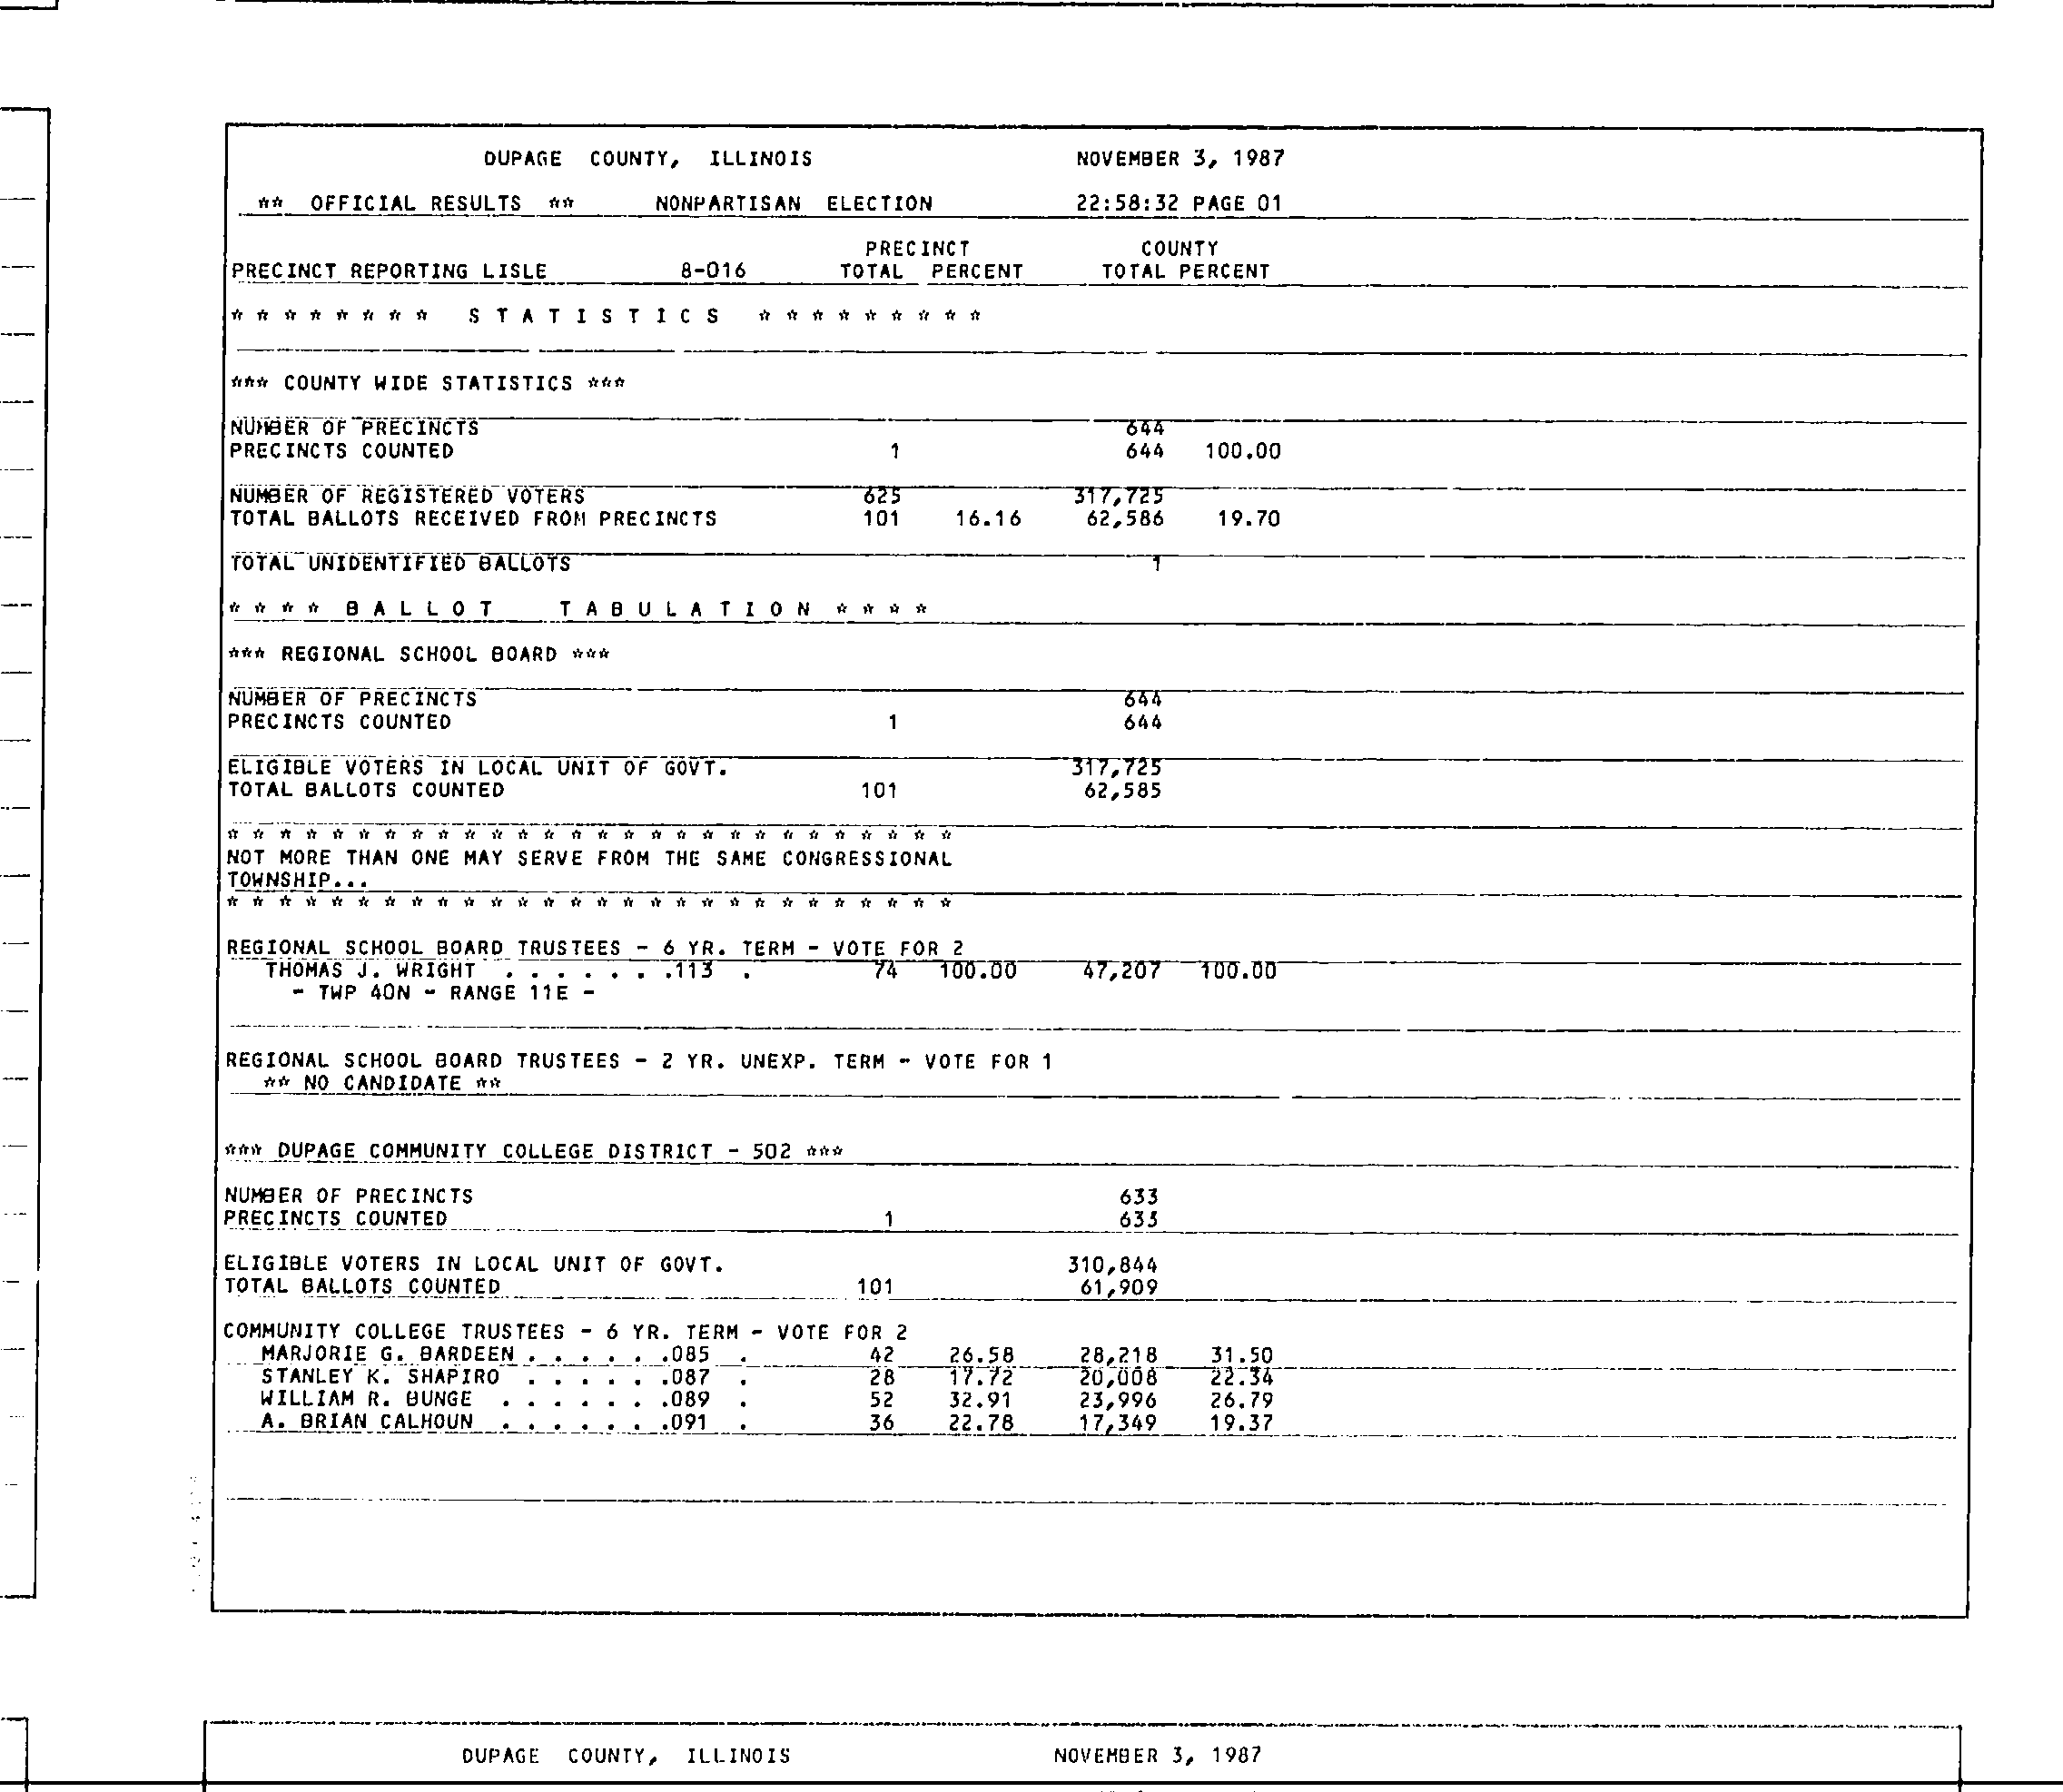 DUPAGE COUNTY, ILLINOIS NOVEMBER 3, 1987
** OFFICIAL RESULTS ** NONPARTISAN ELECTION 22:58:32 PAGE 01
PRECINCT COUNTY
PRECINCT REPORTING LISLE 8-016 TOTAL PERCENT TOTAL PERCENT
* * * * * * * * S T A T I S T I C S * * * * * * * * *
*** COUNTY WIDE STATISTICS ***
NUMBER OF PRECINCTS 644
PRECINCTS COUNTED 1 644 100.00
NUMBER OF REGISTERED VOTERS 625 317,725
TOTAL BALLOTS RECEIVED FROM PRECINCTS 101 16.16 62,586 19.70
TOTAL UNIDENTIFIED BALLOTS 1
* * * * B A L L O T T A B U L A T I O N * * * *
*** REGIONAL SCHOOL BOARD ***
NUMBER OF PRECINCTS 644
PRECINCTS COUNTED 1 644
ELIGIBLE VOTERS IN LOCAL UNIT OF GOVT. 317,725
TOTAL BALLOTS COUNTED 101 62,585
* * * * * * * * * * * * * * * * * * * * * * * * * * * *
NOT MORE THAN ONE MAY SERVE FROM THE SAME CONGRESSIONAL
TOWNSHIP...
* * * * * * * * * * * * * * * * * * * * * * * * * * * *
REGIONAL SCHOOL BOARD TRUSTEES - 6 YR. TERM - VOTE FOR 2
THOMAS J. WRIGHT . . . . . . .113 . 74 100.00 47,207 100.00
- TWP 40N - RANGE 11E -
REGIONAL SCHOOL BOARD TRUSTEES - 2 YR. UNEXP. TERM - VOTE FOR 1
** NO CANDIDATE **
*** DUPAGE COMMUNITY COLLEGE DISTRICT - 502 ***
NUMBER OF PRECINCTS 633
PRECINCTS COUNTED 1 633
ELIGIBLE VOTERS IN LOCAL UNIT OF GOVT. 310,844
TOTAL BALLOTS COUNTED 101 61,909
COMMUNITY COLLEGE TRUSTEES - 6 YR. TERM - VOTE FOR 2
MARJORIE G. BARDEEN . . . . . .085 . 42 26.58 28,218 31.50
STANLEY K. SHAPIRO . . . . . .087 . 28 17.72 20,008 22.34
WILLIAM R. BUNGE . . . . . . .089 . 52 32.91 23,996 26.79
A. BRIAN CALHOUN . . . . . . .091 . 36 22.78 17,349 19.37
DUPAGE COUNTY, ILLINOIS NOVEMBER 3, 1987